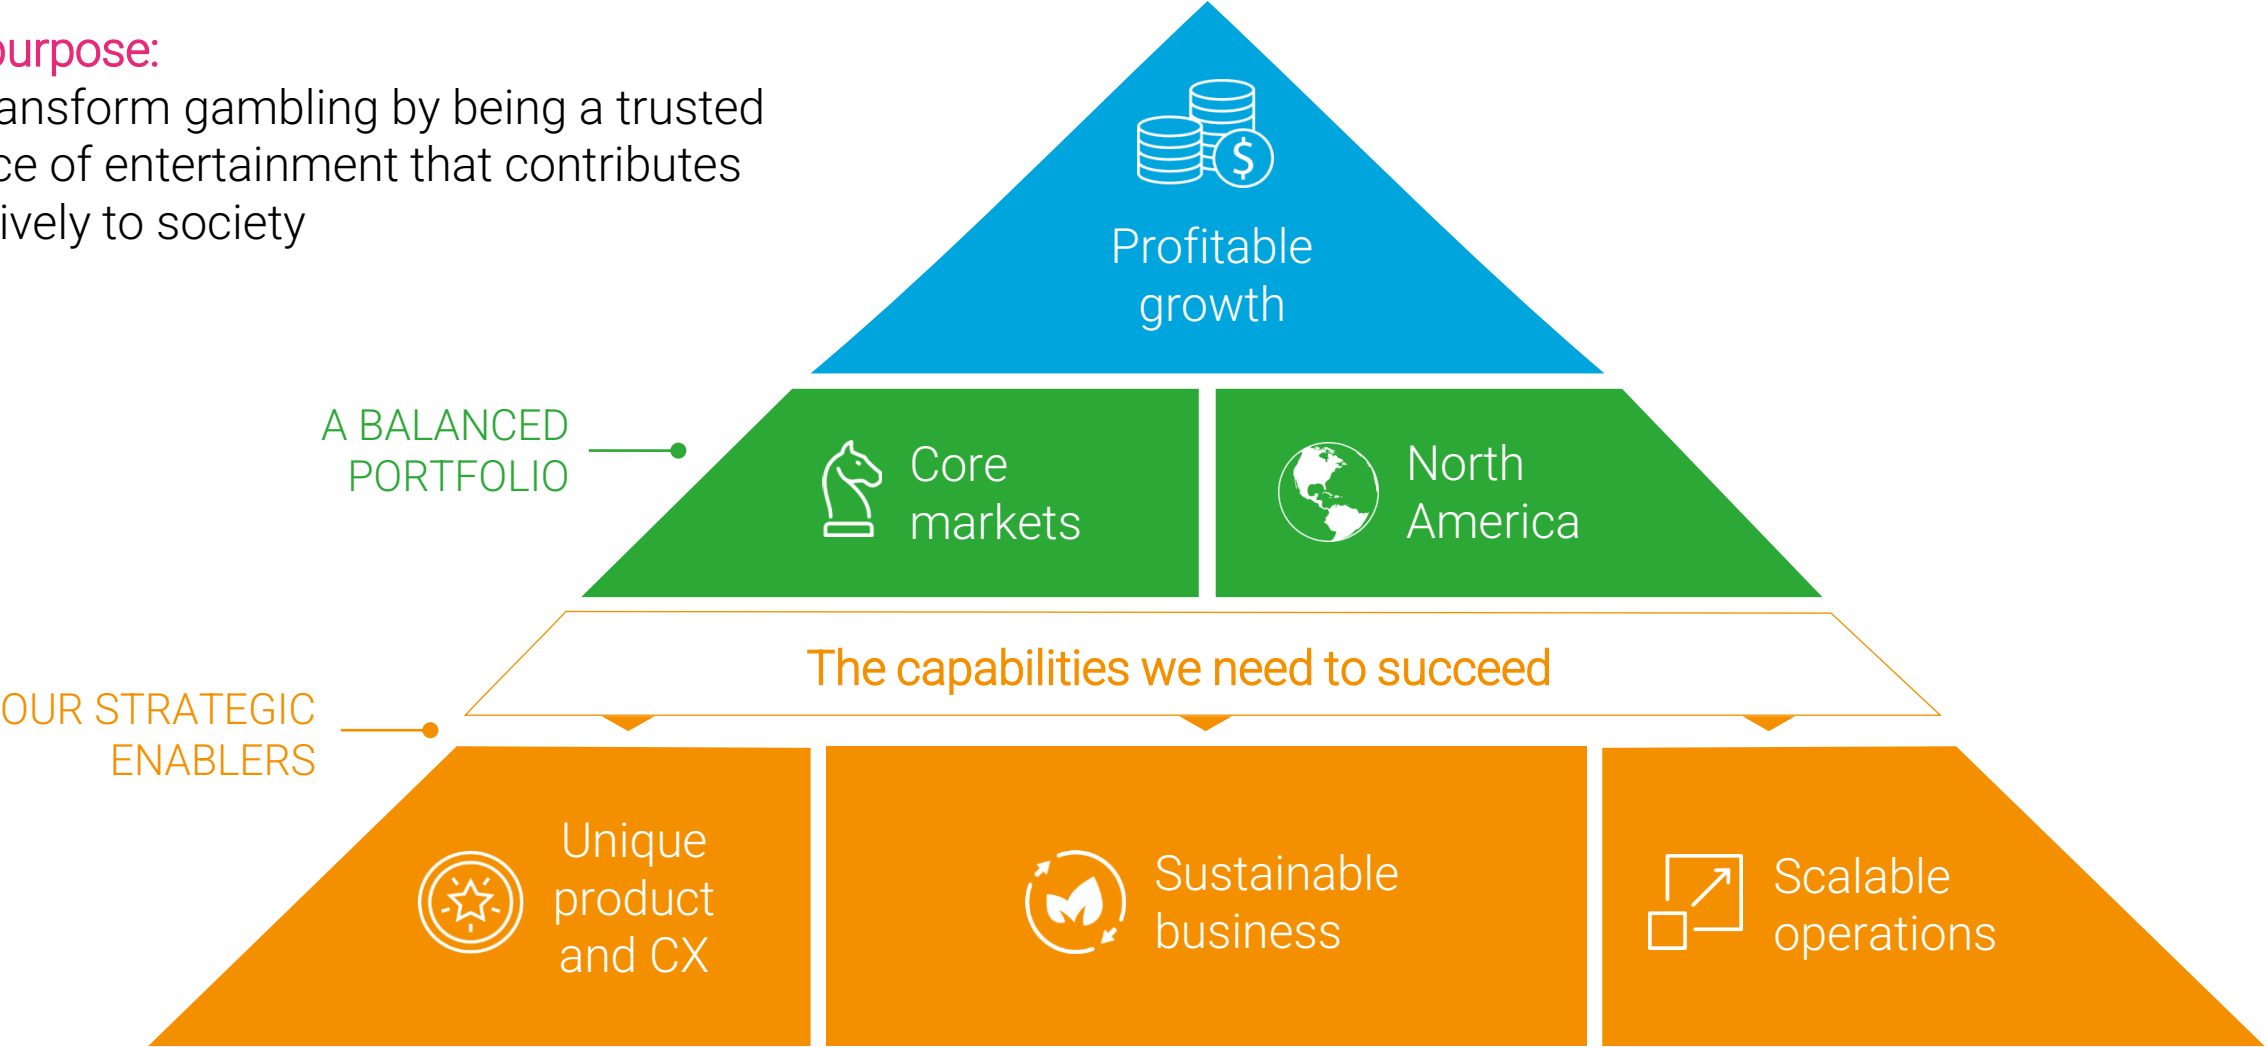 purpose:
ansform gambling by being a trusted
ce of entertainment that contributes
ively to society
$
Profitable
growth
A BALANCED
PORTFOLIO
Core
markets
North
America
The capabilities we need to succeed
OUR STRATEGIC
ENABLERS
Unique
product
and CX
Sustainable
business
Scalable
operations